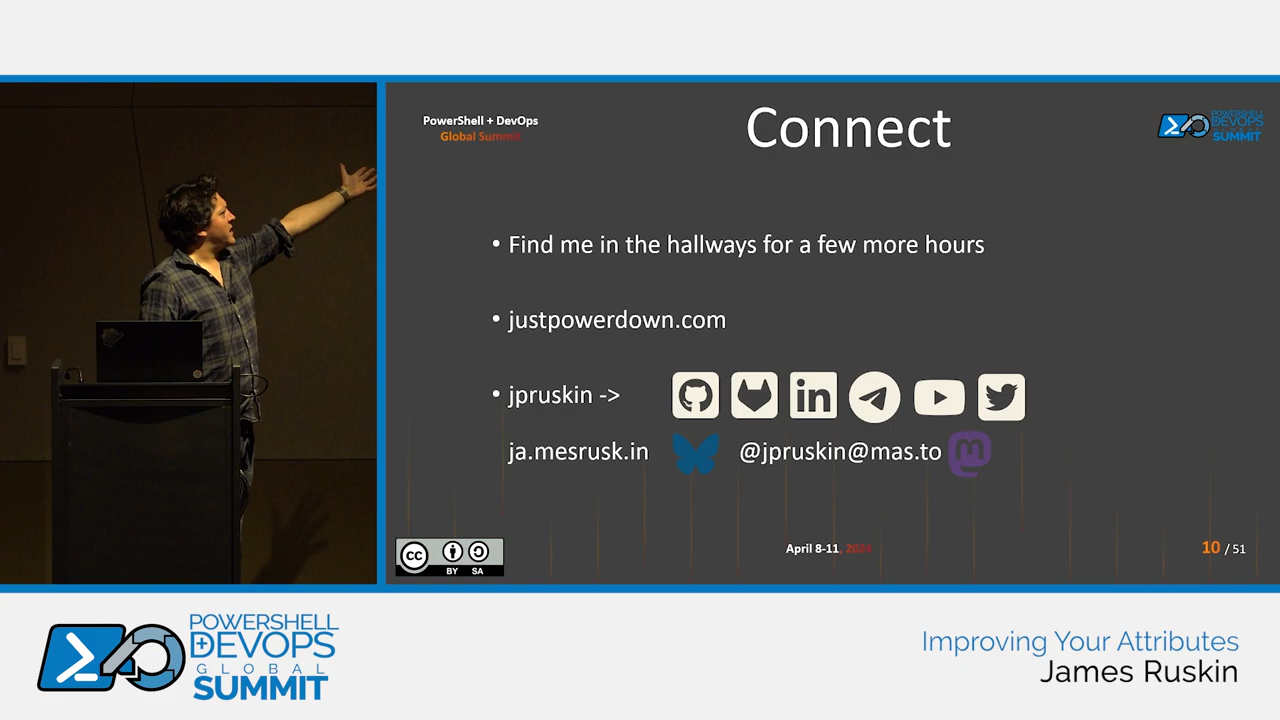 PowerShell + DevOps
Global Summit
Connect
POWERSHELL
DEVOPS
SUMMIT
• Find me in the hallways for a few more hours
• justpowerdown.com
• jpruskin ->
in
ja.mesrusk.in
@jpruskin@mas.to
cc
BY SA
April 8-11, 2024
10 / 51
POWERSHELL
+DEVOPS
GLOBAL
SUMMIT
Improving Your Attributes
James Ruskin